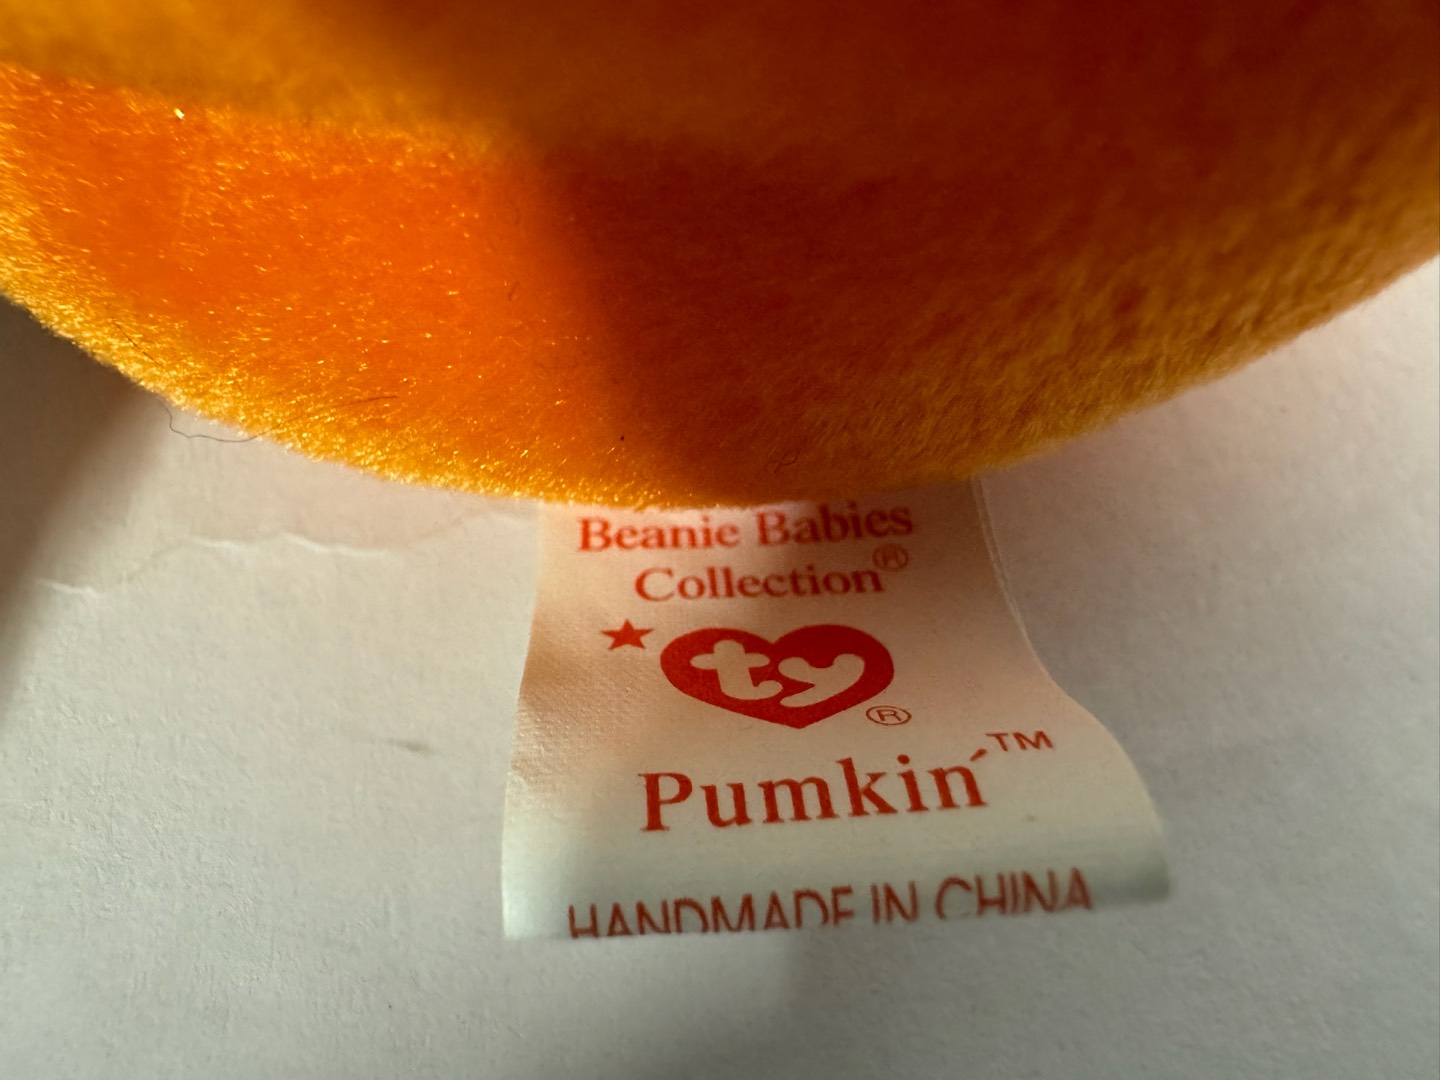 Beanie Babies
Collection®
★ ty ®
Pumkin´™
HANDMADE IN CHINA